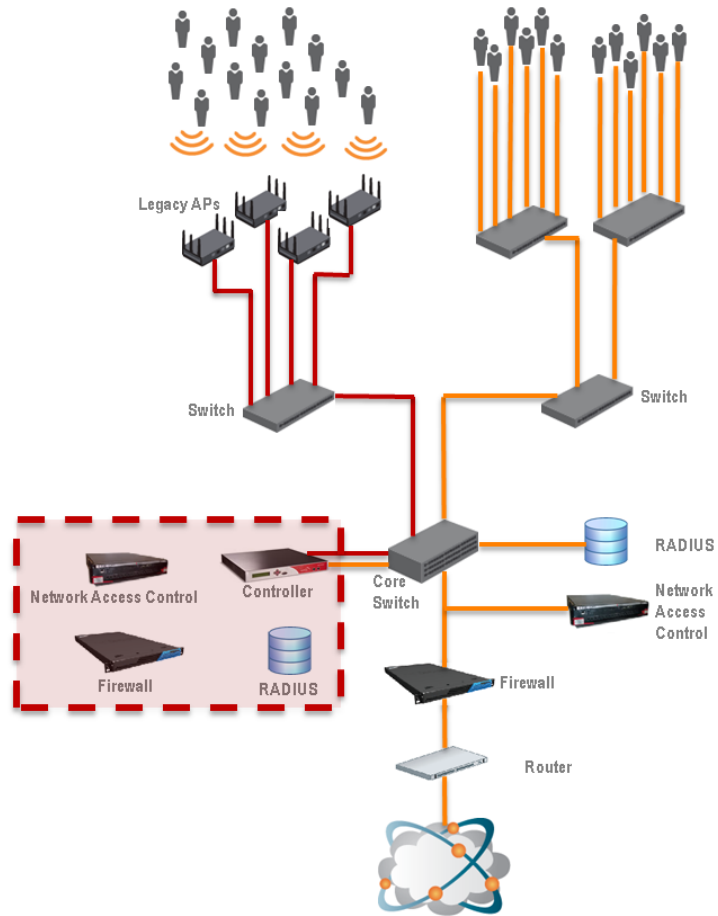 Legacy APs
Switch
Switch
RADIUS
Core
Switch
Network Access Control
Controller
Network
Access
Control
Firewall
RADIUS
Firewall
Router